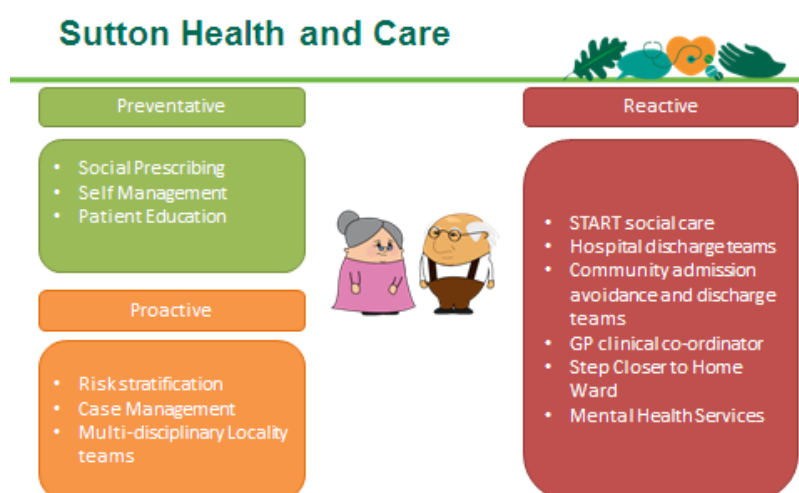 Sutton Health and Care
Preventative
• Social Prescribing
• Self Management
• Patient Education
Proactive
• Risk stratification
• Case Management
• Multi-disciplinary Locality
teams
Reactive
• START social care
• Hospital discharge teams
• Community admission
avoidance and discharge
teams
• GP clinical co-ordinator
• Step Closer to Home
Ward
• Mental Health Services